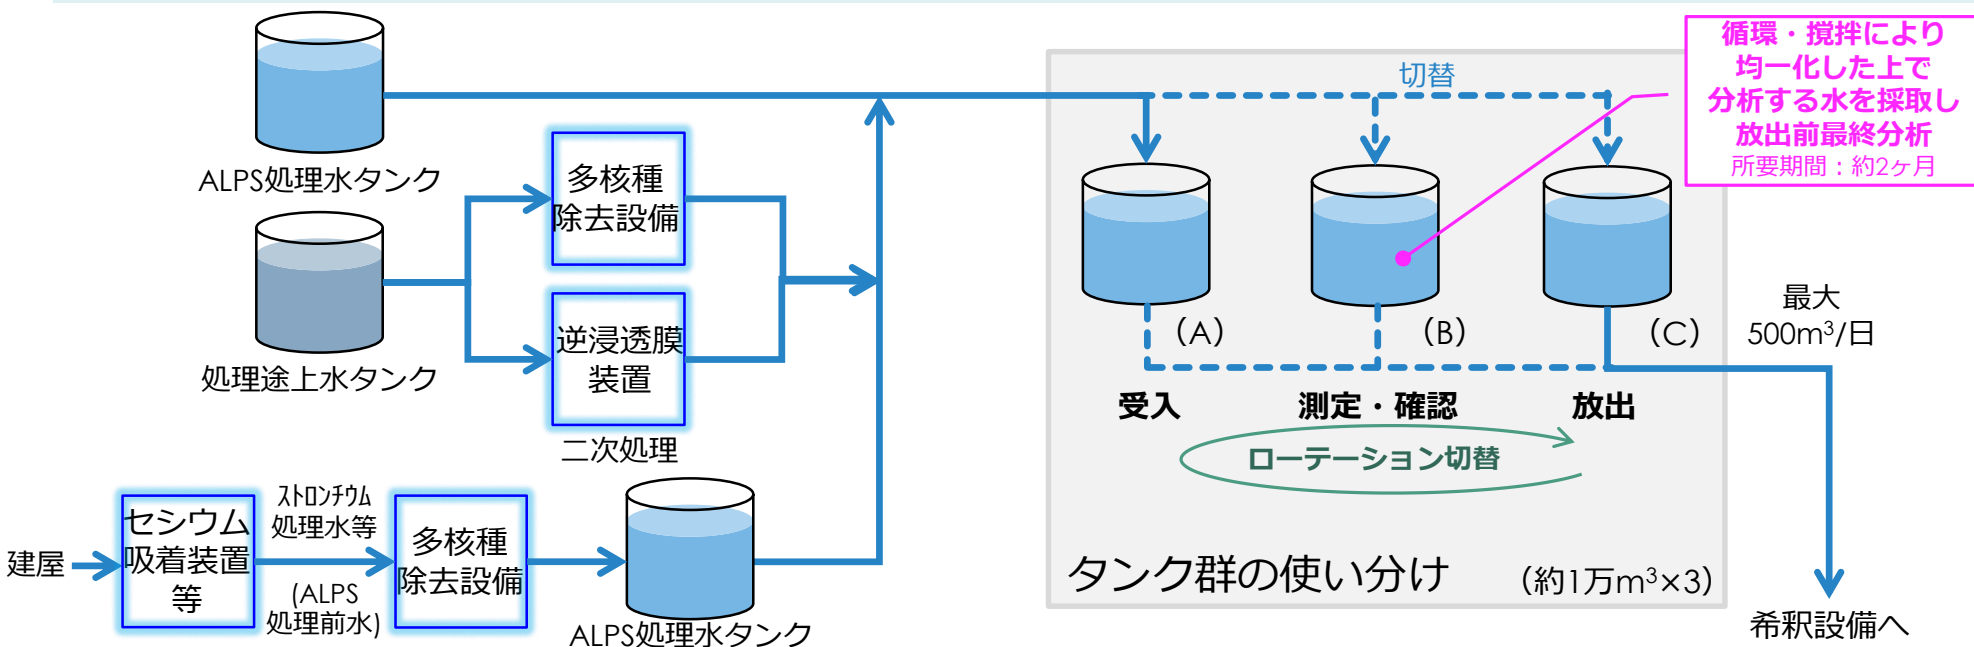 ALPS処理水タンク
処理途上水タンク
多核種
除去設備
逆浸透膜
装置
二次処理
建屋
セシウム
吸着装置
等
ストロンチウム
処理水等
(ALPS
処理前水)
多核種
除去設備
ALPS処理水タンク
切替
循環・撹拌により
均一化した上で
分析する水を採取し
放出前最終分析
所要期間：約2ヶ月
（A）
（B）
（C）
受入
測定・確認
放出
ローテーション切替
タンク群の使い分け
（約1万m³×3）
最大
500m³/日
希釈設備へ